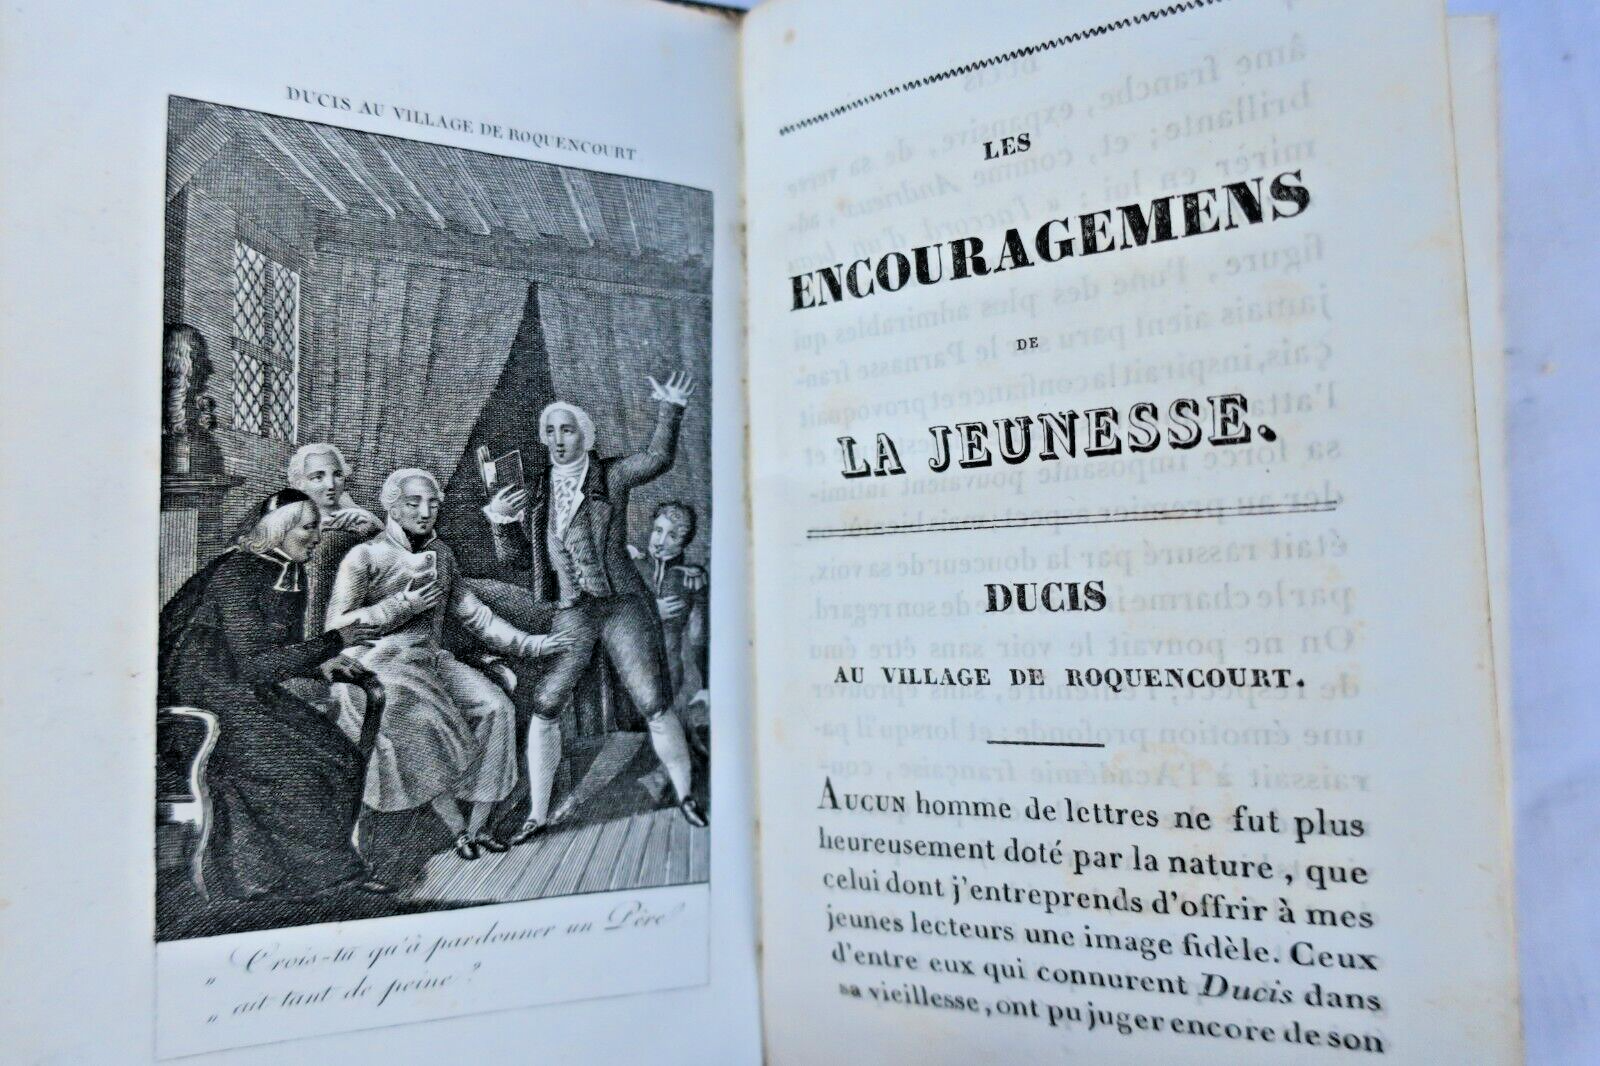 DUCIS AU VILLAGE DE ROQUENCOURT
„ Crois-tu qu'à pardonner un Père
„ ait tant de peine?
LES
ENCOURAGEMENS
DE
LA JEUNESSE.
DUCIS
AU VILLAGE DE ROQUENCOURT.
AUCUN homme de lettres ne fut plus
heureusement doté par la nature, que
celui dont j'entreprends d'offrir à mes
jeunes lecteurs une image fidèle. Ceux
d'entre eux qui connurent Ducis dans
sa vieillesse, ont pu juger encore de son